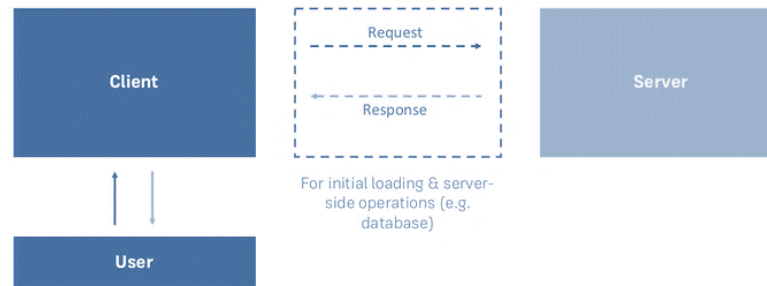 Client
Request
Response
Server
For initial loading & server-
side operations (e.g.
database)
User